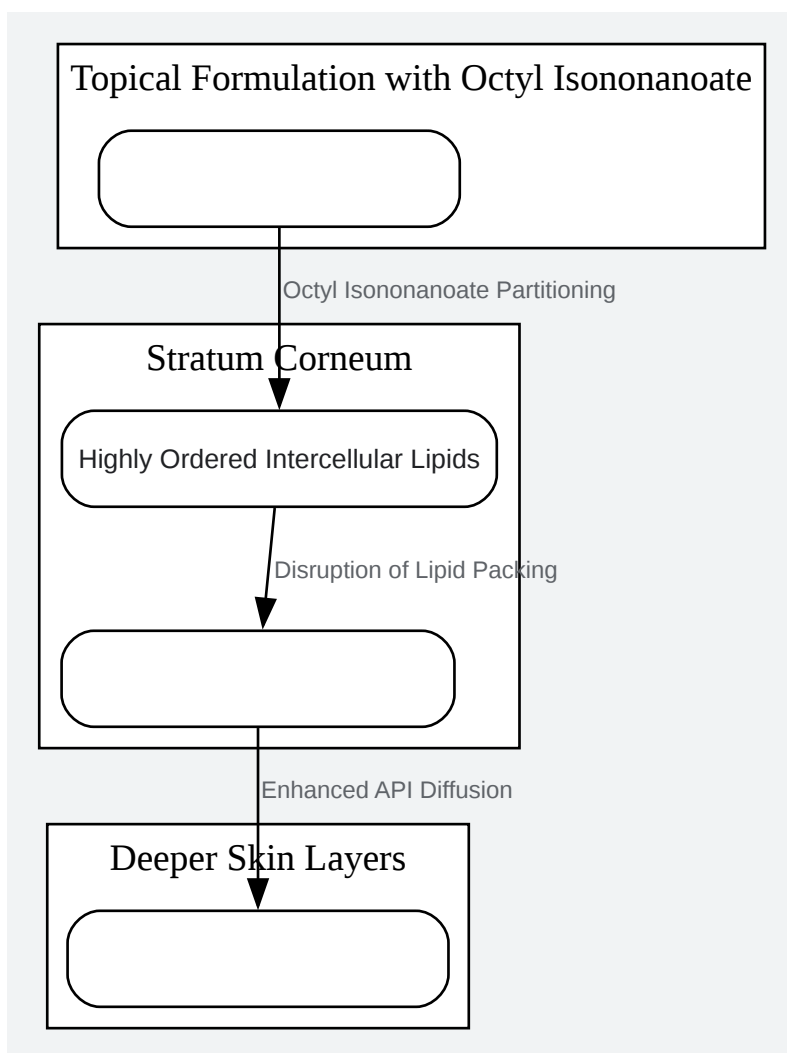 Topical Formulation with Octyl Isononanoate
Octyl Isononanoate Partitioning
Stratum Corneum
Highly Ordered Intercellular Lipids
Disruption of Lipid Packing
Enhanced API Diffusion
Deeper Skin Layers